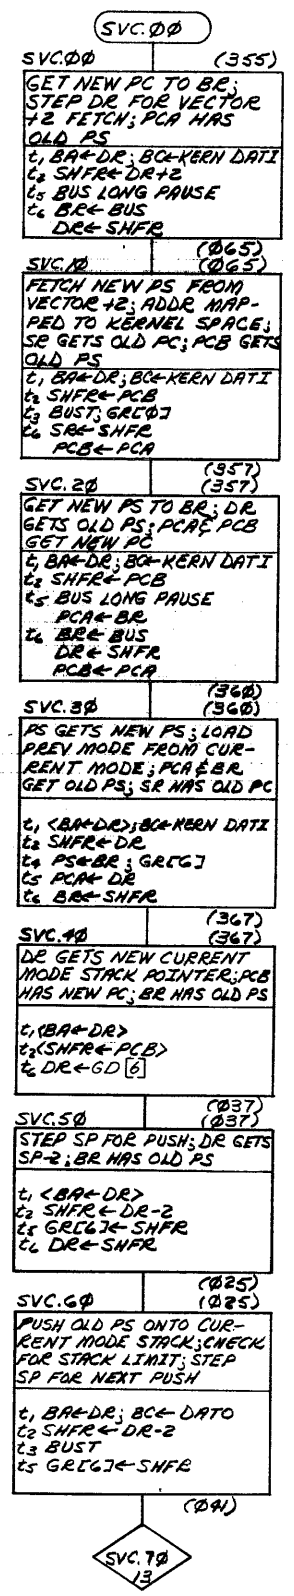 SVC.00
SVC.00 (355)
GET NEW PC TO BR;
STEP DR FOR VECTOR
+2 FETCH; PCA HAS
OLD PS
t1 BA←DR; BC←KERN DATI
t2 SHFR←DR+2
t5 BUS LONG PAUSE
t6 BR←BUS
DR←SHFR
(065)
SVC.10 (065)
FETCH NEW PS FROM
VECTOR +2; ADDR MAP-
PED TO KERNEL SPACE;
SR GETS OLD PC; PCB GETS
OLD PS
t1 BA←DR; BC←KERN DATI
t2 SHFR←PCB
t3 BUST; GR[0]
t6 SR←SHFR
PCB←PCA
(357)
SVC.20 (357)
GET NEW PS TO BR; DR
GETS OLD PS; PCA & PCB
GET NEW PC
t1 BA←DR; BC←KERN DATI
t2 SHFR←PCB
t5 BUS LONG PAUSE
PCA←BR
t6 BR←BUS
DR←SHFR
PCB←PCA
(360)
SVC.30 (360)
PS GETS NEW PS; LOAD
PREV MODE FROM CUR-
RENT MODE; PCA & BR
GET OLD PS; SR HAS OLD PC
t1 <BA←DR>; BC←KERN DATI
t2 SHFR←DR
t4 PS←BR; GR[6]
t5 PCA←DR
t6 BR←SHFR
(367)
SVC.40 (367)
DR GETS NEW CURRENT
MODE STACK POINTER; PCB
HAS NEW PC; BR HAS OLD PS
t1 <BA←DR>
t2 <SHFR←PCB>
t6 DR←GD[6]
(037)
SVC.50 (037)
STEP SP FOR PUSH; DR GETS
SP-2; BR HAS OLD PS
t1 <BA←DR>
t2 SHFR←DR-2
t5 GR[6]←SHFR
t6 DR←SHFR
(025)
SVC.60 (025)
PUSH OLD PS ONTO CUR-
RENT MODE STACK; CHECK
FOR STACK LIMIT; STEP
SP FOR NEXT PUSH
t1 BA←DR; BC←DATO
t2 SHFR←DR-2
t3 BUST
t5 GR[6]←SHFR
(041)
SVC.70
13